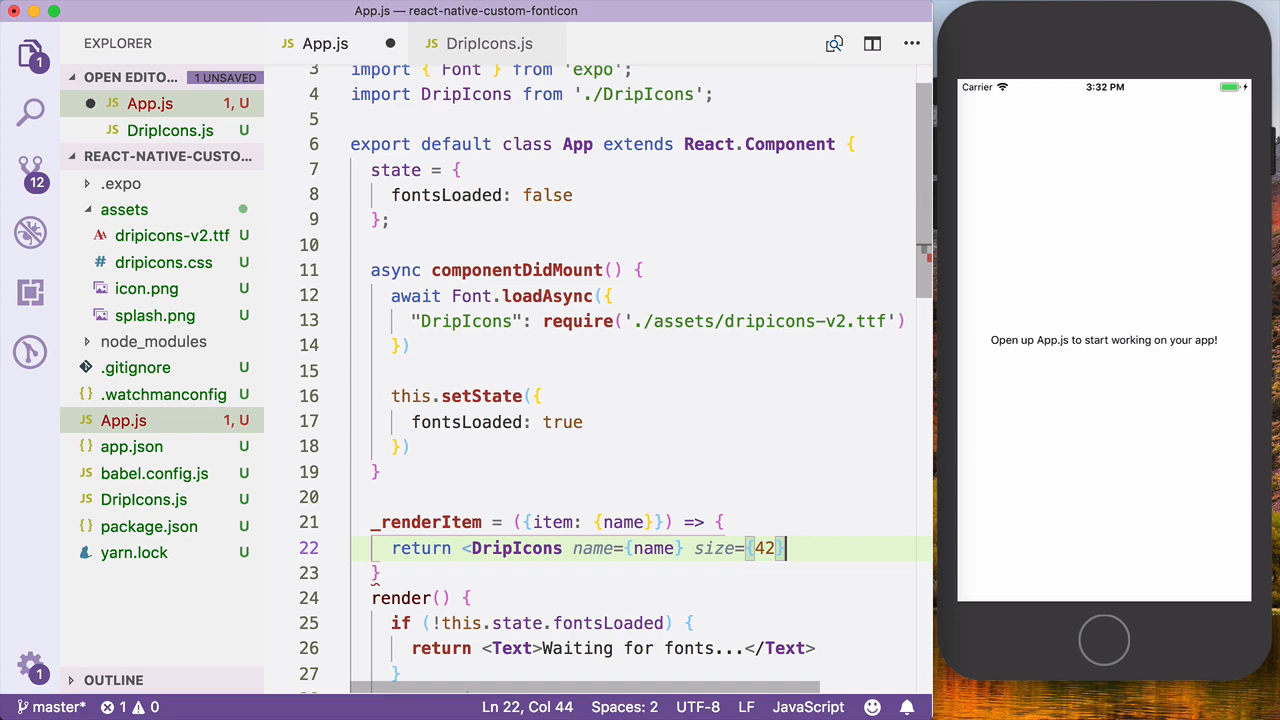 App.js — react-native-custom-fonticon
EXPLORER
OPEN EDITO... 1 UNSAVED
JS App.js 1, U
JS DripIcons.js U
REACT-NATIVE-CUSTO...
.expo
assets
dripicons-v2.ttf U
# dripicons.css U
icon.png U
splash.png U
node_modules
.gitignore U
{} .watchmanconfig U
JS App.js 1, U
{} app.json U
JS babel.config.js U
JS DripIcons.js U
{} package.json U
yarn.lock U
OUTLINE
1
12
1
JS App.js
JS DripIcons.js
3 import { Font } from 'expo';
4 import DripIcons from './DripIcons';
5
6 export default class App extends React.Component {
7 state = {
8 fontsLoaded: false
9 };
10
11 async componentDidMount() {
12 await Font.loadAsync({
13 "DripIcons": require('./assets/dripicons-v2.ttf')
14 })
15
16 this.setState({
17 fontsLoaded: true
18 })
19 }
20
21 _renderItem = ({item: {name}}) => {
22 return <DripIcons name={name} size={42}
23 }
24 render() {
25 if (!this.state.fontsLoaded) {
26 return <Text>Waiting for fonts...</Text>
27 }
master* 1 0
Ln 22, Col 44 Spaces: 2 UTF-8 LF JavaScript
Carrier 3:32 PM
Open up App.js to start working on your app!